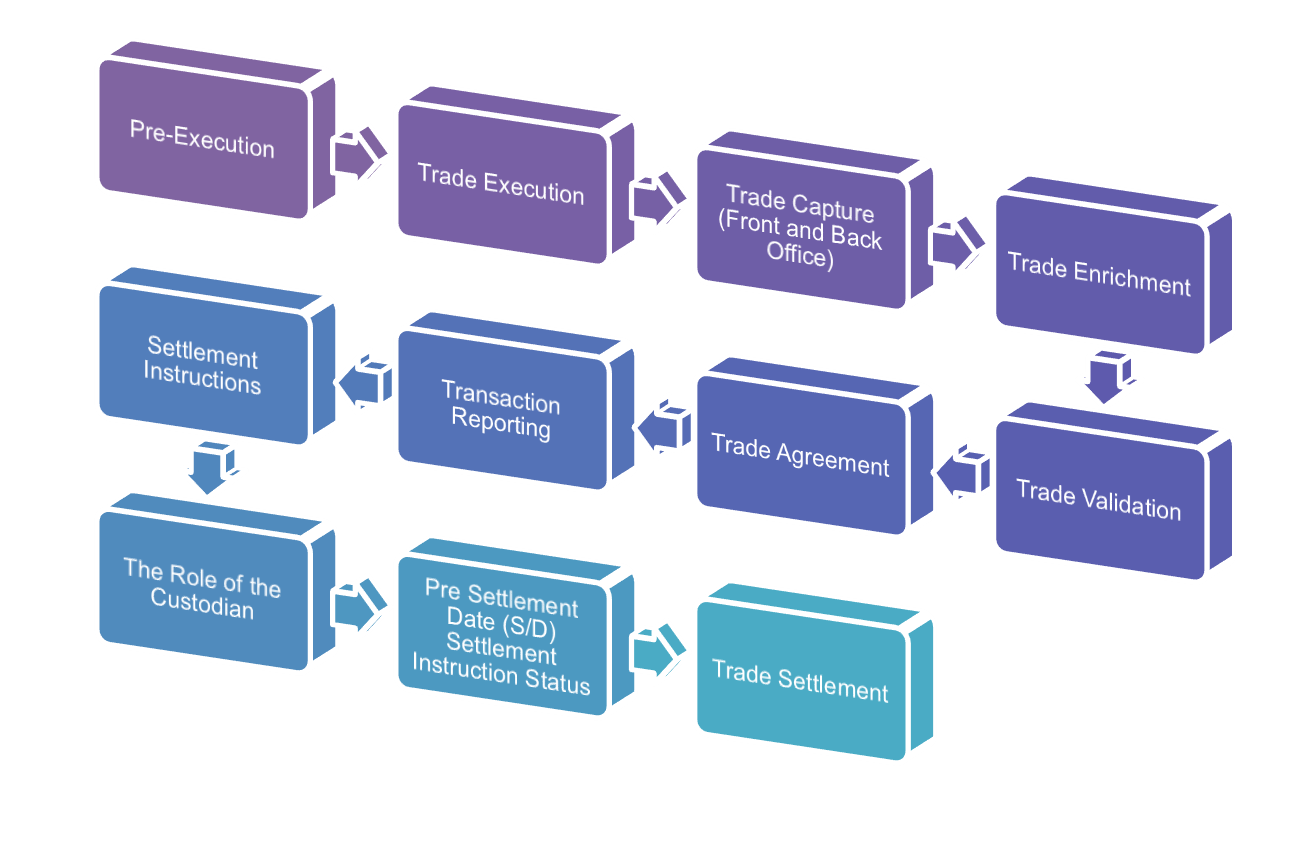 Pre-Execution
Trade Execution
Trade Capture
(Front and Back
Office)
Trade Enrichment
Trade Validation
Trade Agreement
Transaction
Reporting
Settlement
Instructions
The Role of the
Custodian
Pre Settlement
Date (S/D)
Settlement
Instruction Status
Trade Settlement